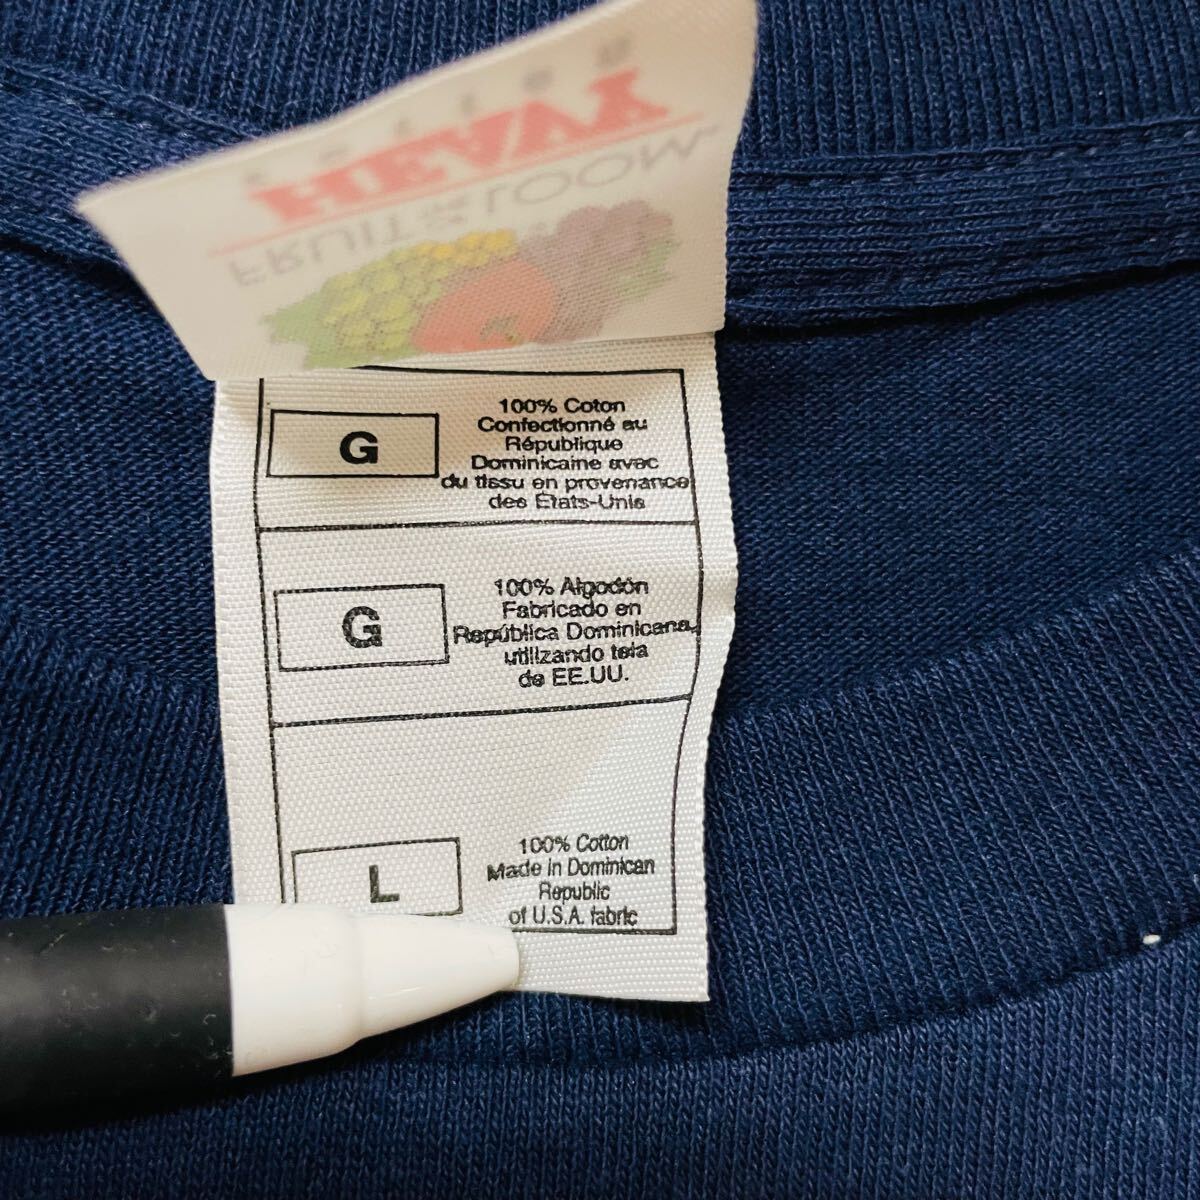 HEAVY
FRUIT OF THE LOOM
G
100% Coton
Confectionné au
République
Dominicaine avec
du tissu en provenance
des États-Unis
G
100% Algodón
Fabricado en
República Dominicana,
utilizando tela
de EE.UU.
L
100% Cotton
Made in Dominican
Republic
of U.S.A. fabric